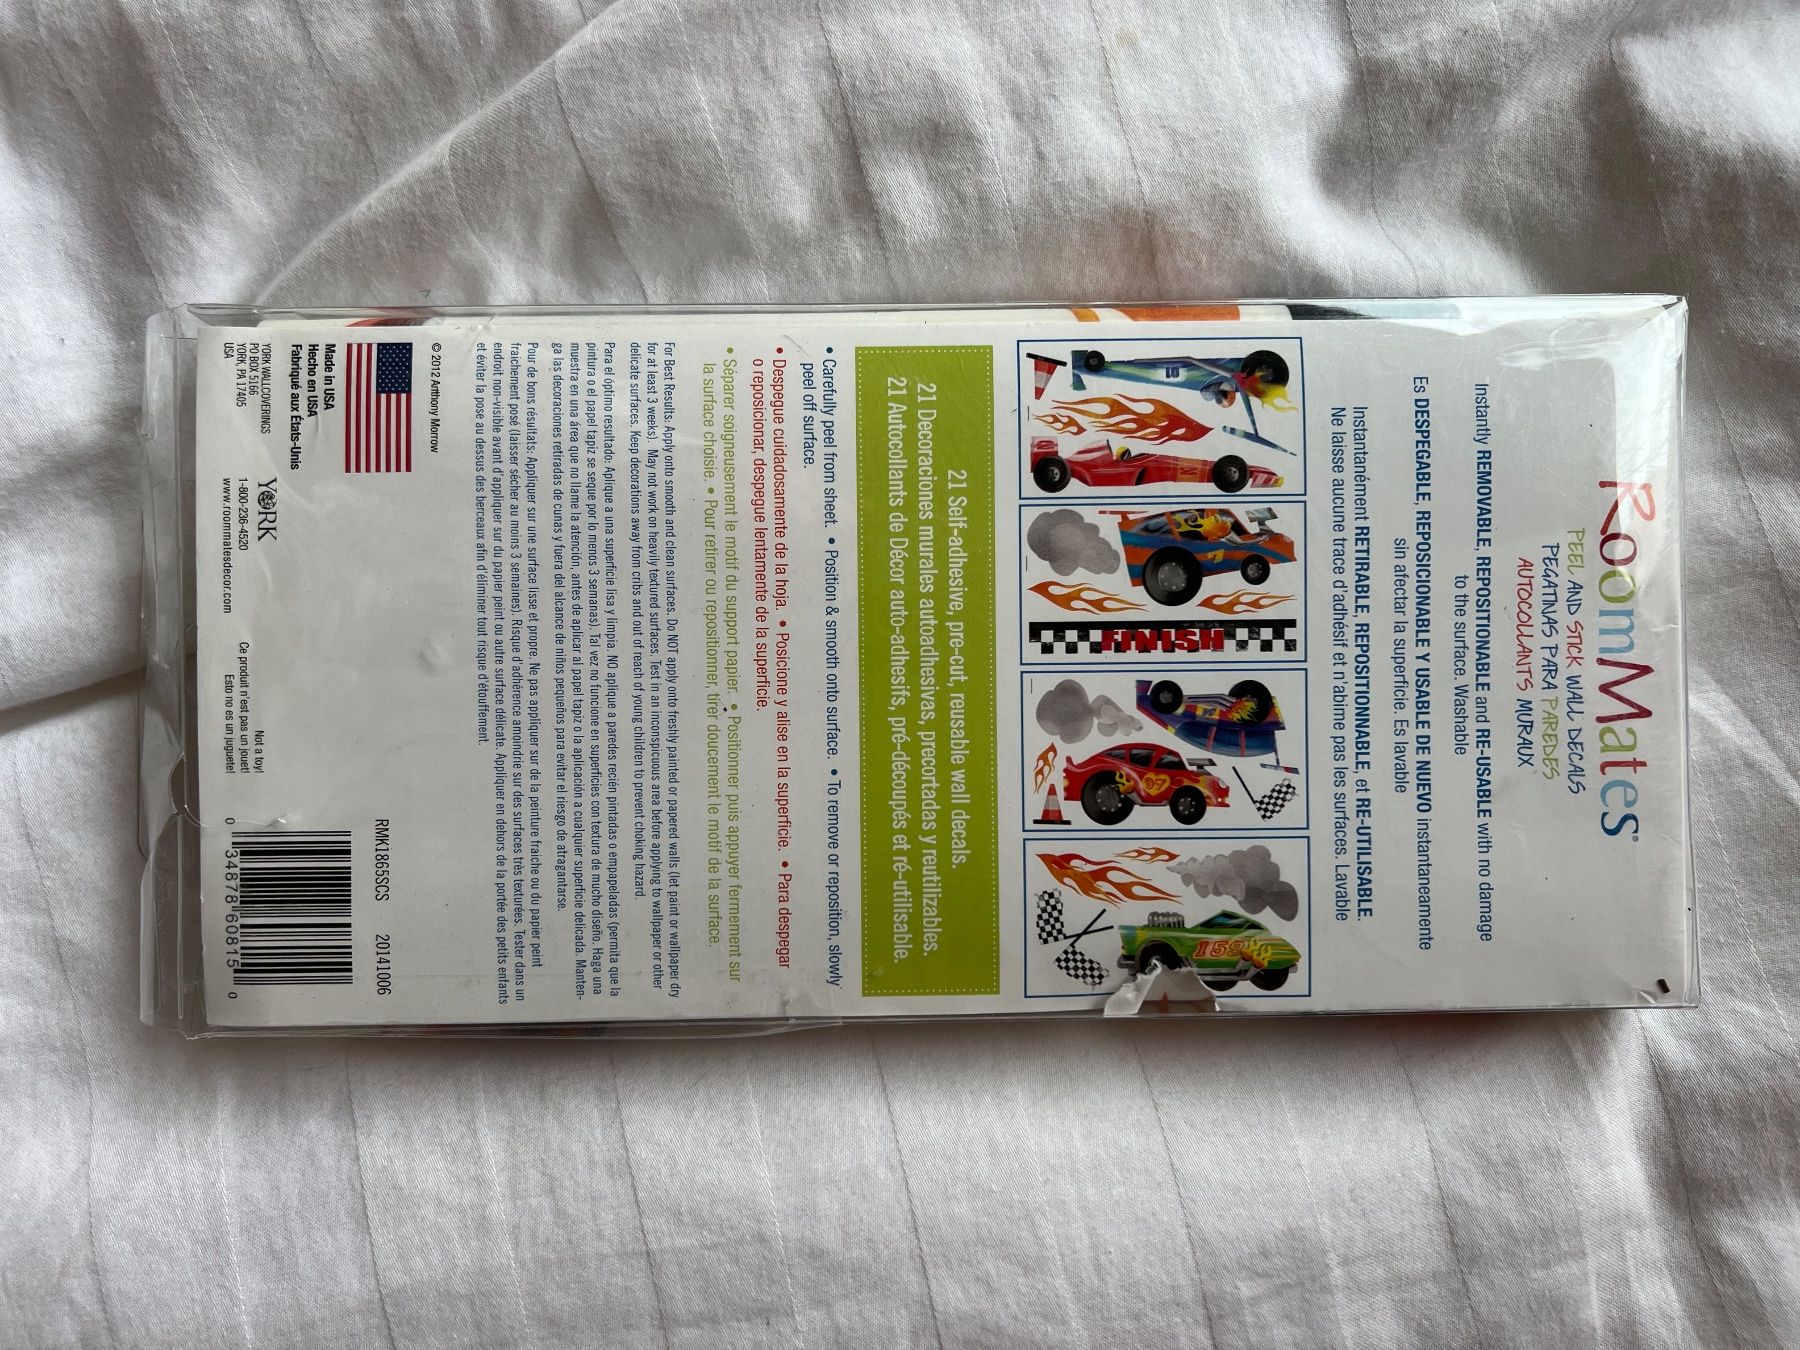 RoomMates®
PEEL AND STICK WALL DECALS
PEGATINAS PARA PAREDES
AUTOCOLLANTS MURAUX
Instantly REMOVABLE, REPOSITIONABLE and RE-USABLE with no damage
to the surface. Washable
Es DESPEGABLE, REPOSICIONABLE Y USABLE DE NUEVO instantaneamente
sin afectar la superficie. Es lavable
Instantanément RETIRABLE, REPOSITIONNABLE, et RE-UTILISABLE.
Ne laisse aucune trace d'adhésif et n'abime pas les surfaces. Lavable
19
7
FINISH
97
159
21 Self-adhesive, pre-cut, reusable wall decals.
21 Decoraciones murales autoadhesivas, precortadas y reutilizables.
21 Autocollants de Décor auto-adhesifs, pré-découpés et ré-utilisable.
• Carefully peel from sheet. • Position & smooth onto surface. • To remove or reposition, slowly
peel off surface.
• Despegue cuidadosamente de la hoja. • Posicione y alise en la superficie. • Para despegar
o reposicionar, despegue lentamente de la superficie.
• Séparer soigneusement le motif du support papier. • Positionner puis appuyer fermement sur
la surface choisie. • Pour retirer ou repositionner, tirer doucement le motif de la surface.
For Best Results: Apply onto smooth and clean surfaces. Do NOT apply onto freshly painted or papered walls (let paint or wallpaper dry
for at least 3 weeks). May not work on heavily textured surfaces. Test in an inconspicuous area before applying to wallpaper or other
delicate surfaces. Keep decorations away from cribs and out of reach of young children to prevent choking hazard.
Para el óptimo resultado: Aplique a una superficie lisa y limpia. NO aplique a paredes recién pintadas o empapeladas (permita que la
pintura o el papel tapiz se seque por lo menos 3 semanas). Tal vez no funcione en superficies con textura de mucho diseño. Haga una
muestra en una área que no llame la atención, antes de aplicar al papel tapiz o la aplicación a cualquier superficie delicada. Manten-
ga las decoraciones retiradas de cunas y fuera del alcance de niños pequeños para evitar el riesgo de atragantarse.
Pour de bons résultats: Appliquer sur une surface lisse et propre. Ne pas appliquer sur de la peinture fraiche ou du papier peint
fraichement posé (laisser sécher au moins 3 semaines). Risque d'adhérence amoindrie sur des surfaces très texturées. Tester dans un
endroit non-visible avant d'appliquer sur du papier peint ou autre surface délicate. Appliquer en dehors de la portée des petits enfants
et éviter la pose au dessus des berceaux afin d'éliminer tout risque d'étouffement.
© 2012 Anthony Morrow
RMK1865SCS 20141006
Made in USA
Hecho en USA
Fabriqué aux États-Unis
YORK WALLCOVERINGS
PO BOX 5166
YORK, PA 17405
USA
YORK
1-800-236-4520
www.roommatesdecor.com
Not a toy!
Ce produit n'est pas un jouet!
Esto no es un juguete!
0 34878 60815 0